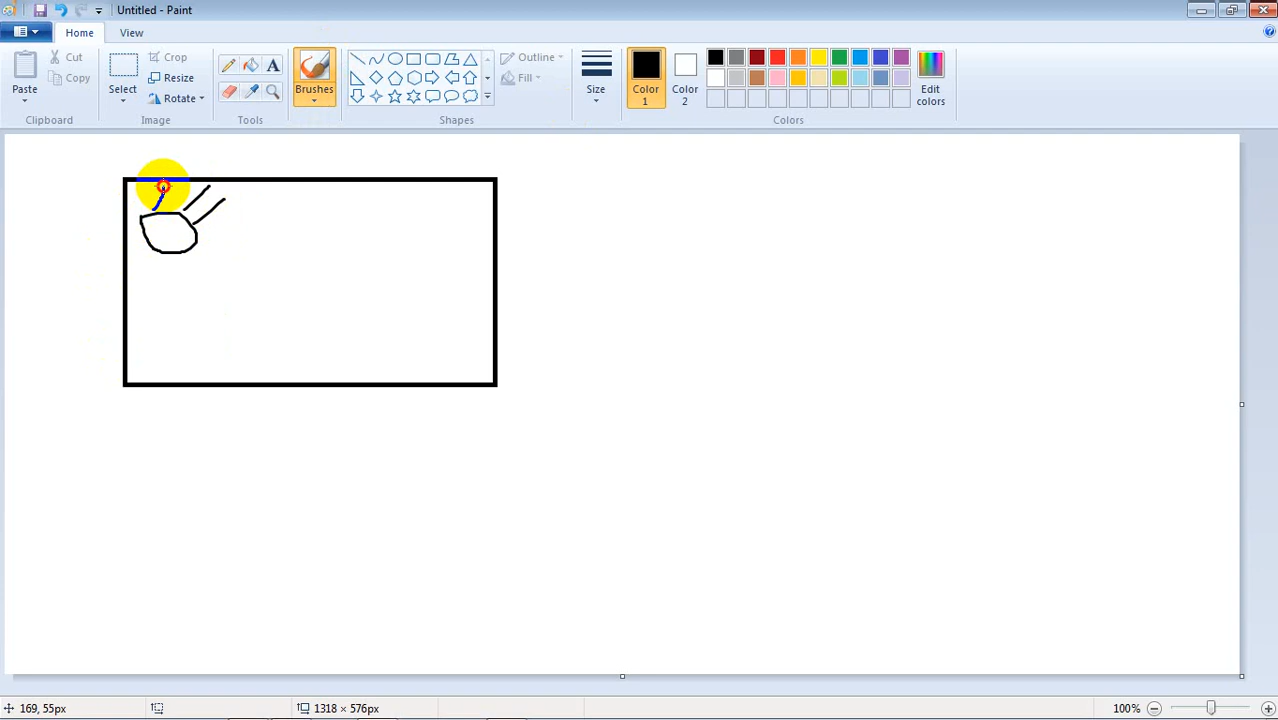 Untitled - Paint
Home
View
Paste
Cut
Copy
Clipboard
Select
Crop
Resize
Rotate
Image
A
Tools
Brushes
Outline
Fill
Shapes
Size
Color 1
Color 2
Edit colors
Colors
169, 55px
1318 × 576px
100%